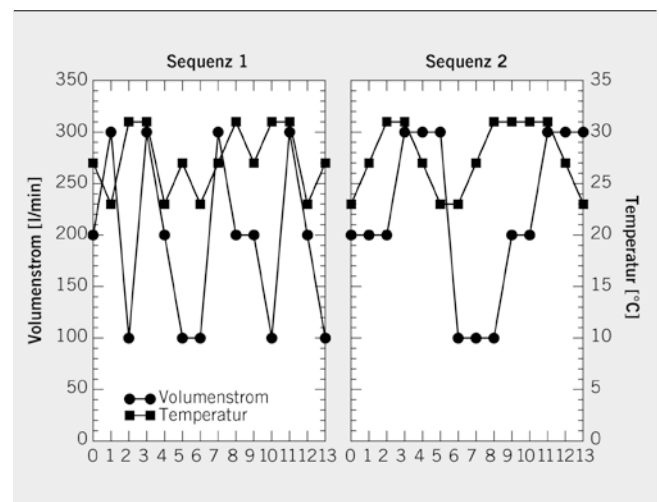 Sequenz 1 Sequenz 2
350 35
300 30
250 25
200 20
150 15
100 10
50 5
0 0
Volumenstrom [l/min]
Temperatur [°C]
Volumenstrom
Temperatur
0 1 2 3 4 5 6 7 8 9 10 11 12 13 0 1 2 3 4 5 6 7 8 9 10 11 12 13